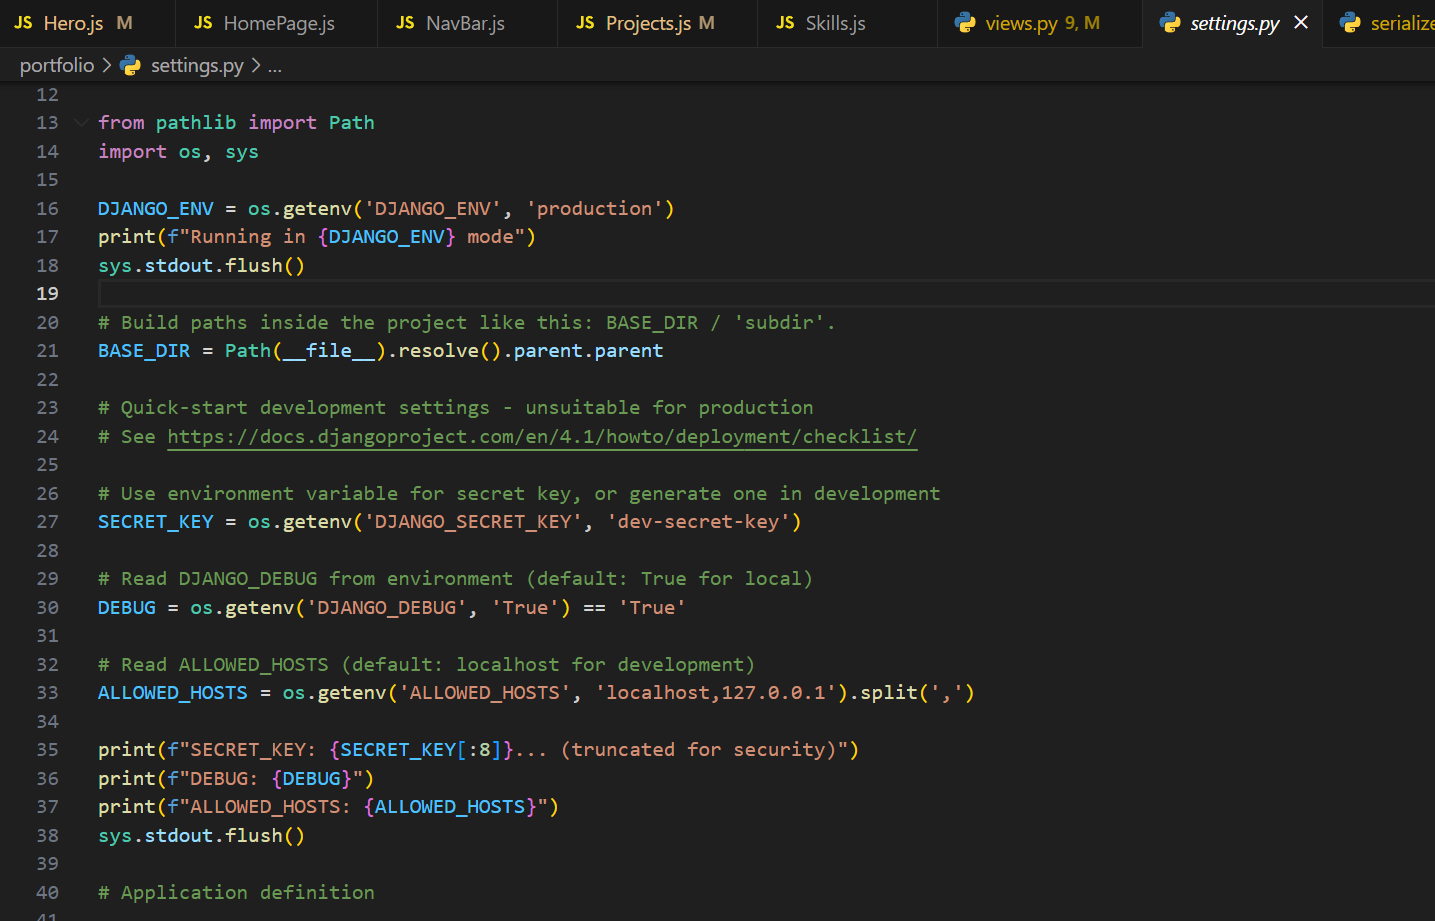 JS Hero.js M JS HomePage.js JS NavBar.js JS Projects.js M JS Skills.js views.py 9, M settings.py × serialize
portfolio > settings.py > ...
12
13 from pathlib import Path
14 import os, sys
15
16 DJANGO_ENV = os.getenv('DJANGO_ENV', 'production')
17 print(f"Running in {DJANGO_ENV} mode")
18 sys.stdout.flush()
19
20 # Build paths inside the project like this: BASE_DIR / 'subdir'.
21 BASE_DIR = Path(__file__).resolve().parent.parent
22
23 # Quick-start development settings - unsuitable for production
24 # See https://docs.djangoproject.com/en/4.1/howto/deployment/checklist/
25
26 # Use environment variable for secret key, or generate one in development
27 SECRET_KEY = os.getenv('DJANGO_SECRET_KEY', 'dev-secret-key')
28
29 # Read DJANGO_DEBUG from environment (default: True for local)
30 DEBUG = os.getenv('DJANGO_DEBUG', 'True') == 'True'
31
32 # Read ALLOWED_HOSTS (default: localhost for development)
33 ALLOWED_HOSTS = os.getenv('ALLOWED_HOSTS', 'localhost,127.0.0.1').split(',')
34
35 print(f"SECRET_KEY: {SECRET_KEY[:8]}... (truncated for security)")
36 print(f"DEBUG: {DEBUG}")
37 print(f"ALLOWED_HOSTS: {ALLOWED_HOSTS}")
38 sys.stdout.flush()
39
40 # Application definition
41